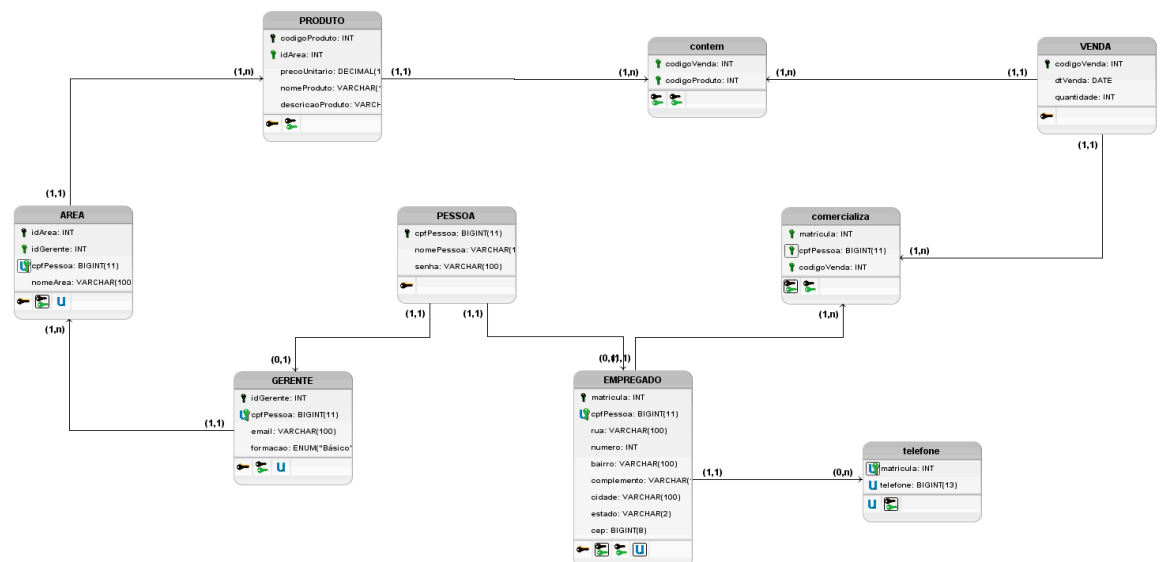 PRODUTO
codigoProduto: INT
idArea: INT
precoUnitario: DECIMAL(1
nomeProduto: VARCHAR(
descricaoProduto: VARCH
(1,n)
(1,1)
(1,n)
contem
codigoVenda: INT
codigoProduto: INT
(1,n)
(1,1)
VENDA
codigoVenda: INT
dtVenda: DATE
quantidade: INT
(1,1)
(1,1)
AREA
idArea: INT
idGerente: INT
cpfPessoa: BIGINT(11)
nomeArea: VARCHAR(100
(1,n)
PESSOA
cpfPessoa: BIGINT(11)
nomePessoa: VARCHAR(1
senha: VARCHAR(100)
(1,1)
(1,1)
comercializa
matricula: INT
cpfPessoa: BIGINT(11)
codigoVenda: INT
(1,n)
(1,n)
(0,1)
GERENTE
idGerente: INT
cpfPessoa: BIGINT(11)
email: VARCHAR(100)
formacao: ENUM("Básico"
(1,1)
(1,1)
EMPREGADO
matricula: INT
cpfPessoa: BIGINT(11)
rua: VARCHAR(100)
numero: INT
bairro: VARCHAR(100)
complemento: VARCHAR(
cidade: VARCHAR(100)
estado: VARCHAR(2)
cep: BIGINT(8)
(1,1)
(0,n)
telefone
matricula: INT
telefone: BIGINT(13)